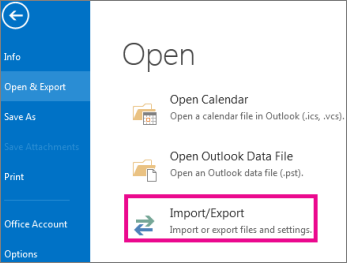 Info
Open & Export
Save As
Save Attachments
Print
Office Account
Options
Open
Open Calendar
Open a calendar file in Outlook (.ics, .vcs).
Open Outlook Data File
Open an Outlook data file (.pst).
Import/Export
Import or export files and settings.